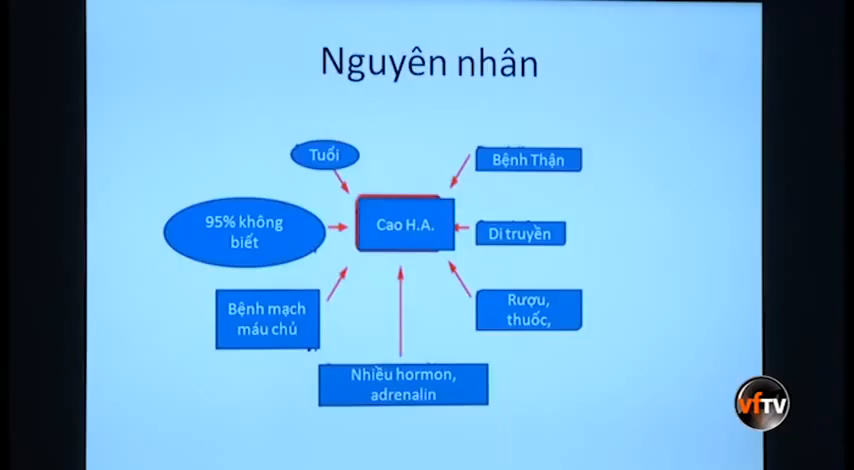 Nguyên nhân
Tuổi
Bệnh Thận
95% không
biết
Cao H.A.
Di truyền
Bệnh mạch
máu chủ
Rượu,
thuốc,
Nhiều hormon,
adrenalin
vfTV